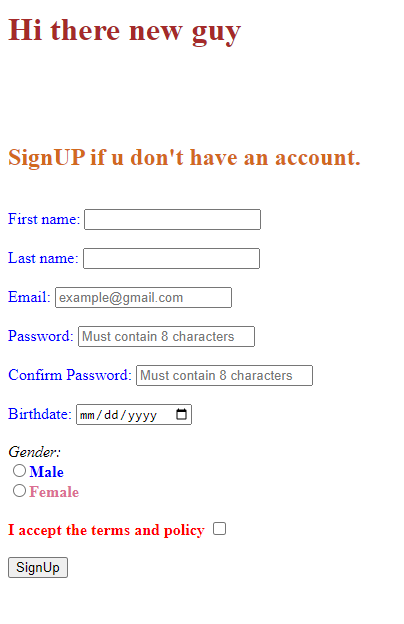 Hi there new guy
SignUP if u don't have an account.
First name:
Last name:
Email: example@gmail.com
Password: Must contain 8 characters
Confirm Password: Must contain 8 characters
Birthdate: mm/dd/yyyy
Gender:
Male
Female
I accept the terms and policy
SignUp